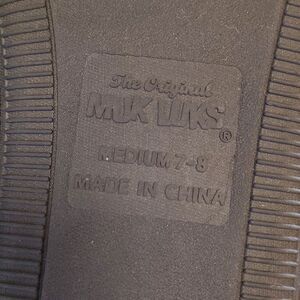 The Original
MUK LUKS®
MEDIUM 7-8
MADE IN CHINA